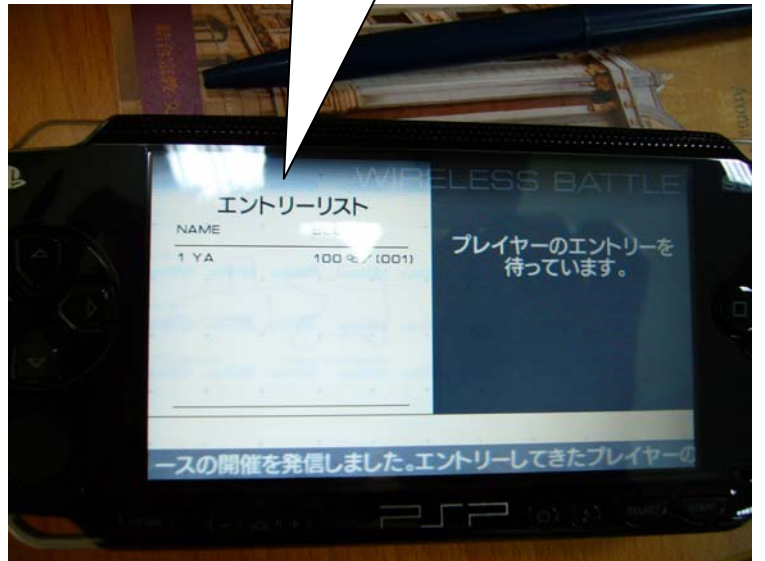 WIRELESS BATTLE
エントリーリスト
NAME
1 YA 100 % / (001)
プレイヤーのエントリーを
待っています。
ースの開催を発信しました。エントリーしてきたプレイヤーの
PSP